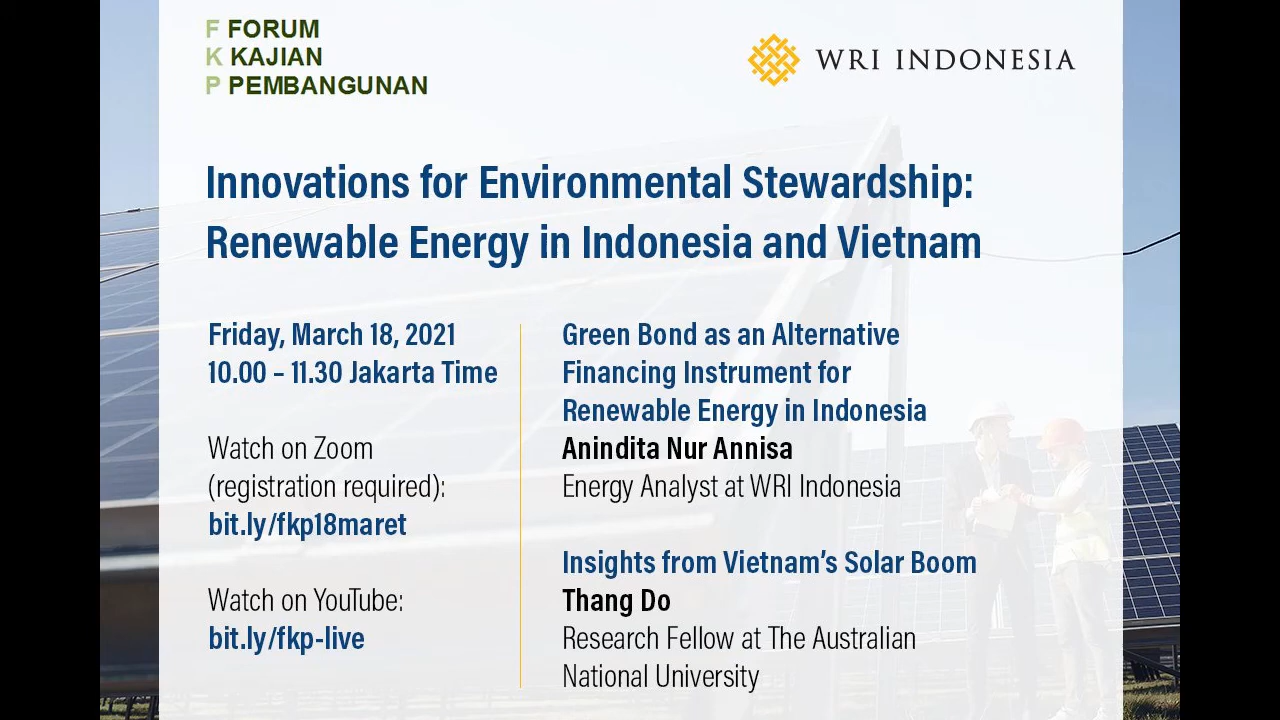 F FORUM
K KAJIAN
P PEMBANGUNAN
WRI INDONESIA
Innovations for Environmental Stewardship:
Renewable Energy in Indonesia and Vietnam
Friday, March 18, 2021
10.00 – 11.30 Jakarta Time
Watch on Zoom
(registration required):
bit.ly/fkp18maret
Watch on YouTube:
bit.ly/fkp-live
Green Bond as an Alternative
Financing Instrument for
Renewable Energy in Indonesia
Anindita Nur Annisa
Energy Analyst at WRI Indonesia
Insights from Vietnam’s Solar Boom
Thang Do
Research Fellow at The Australian
National University